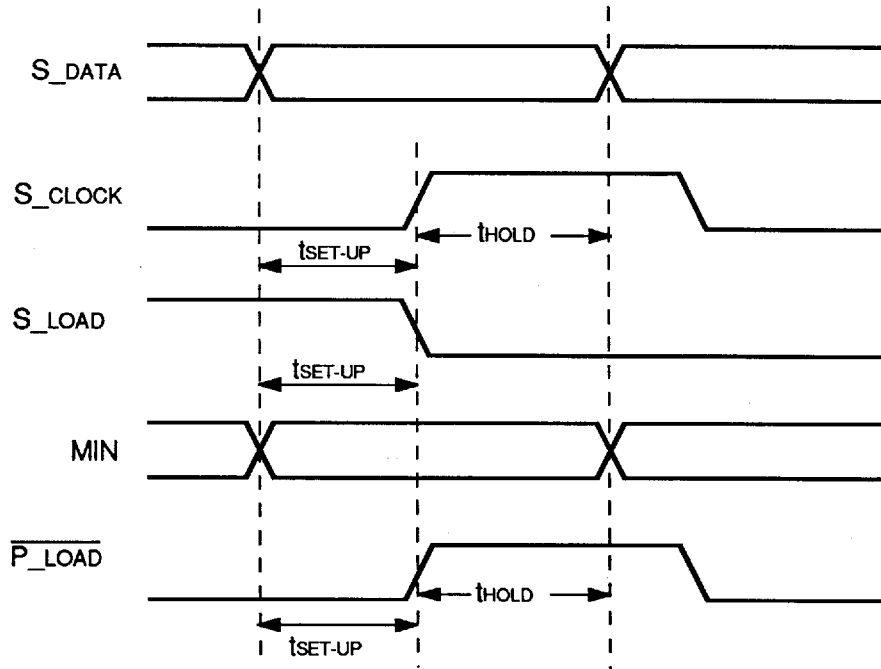 S_DATA
S_CLOCK
tHOLD
tSET-UP
S_LOAD
tSET-UP
MIN
P_LOAD
tHOLD
tSET-UP